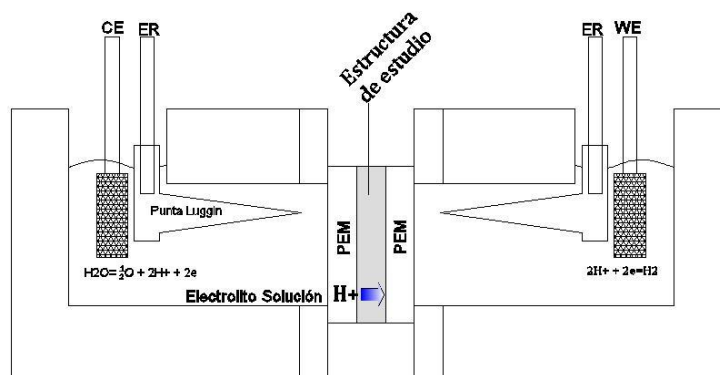 CE
ER
ER
WE
Estructura
de estudio
Punta Luggin
PEM
PEM
H2O= ½O + 2H+ + 2e
2H+ + 2e=H2
Electrolito Solución
H+